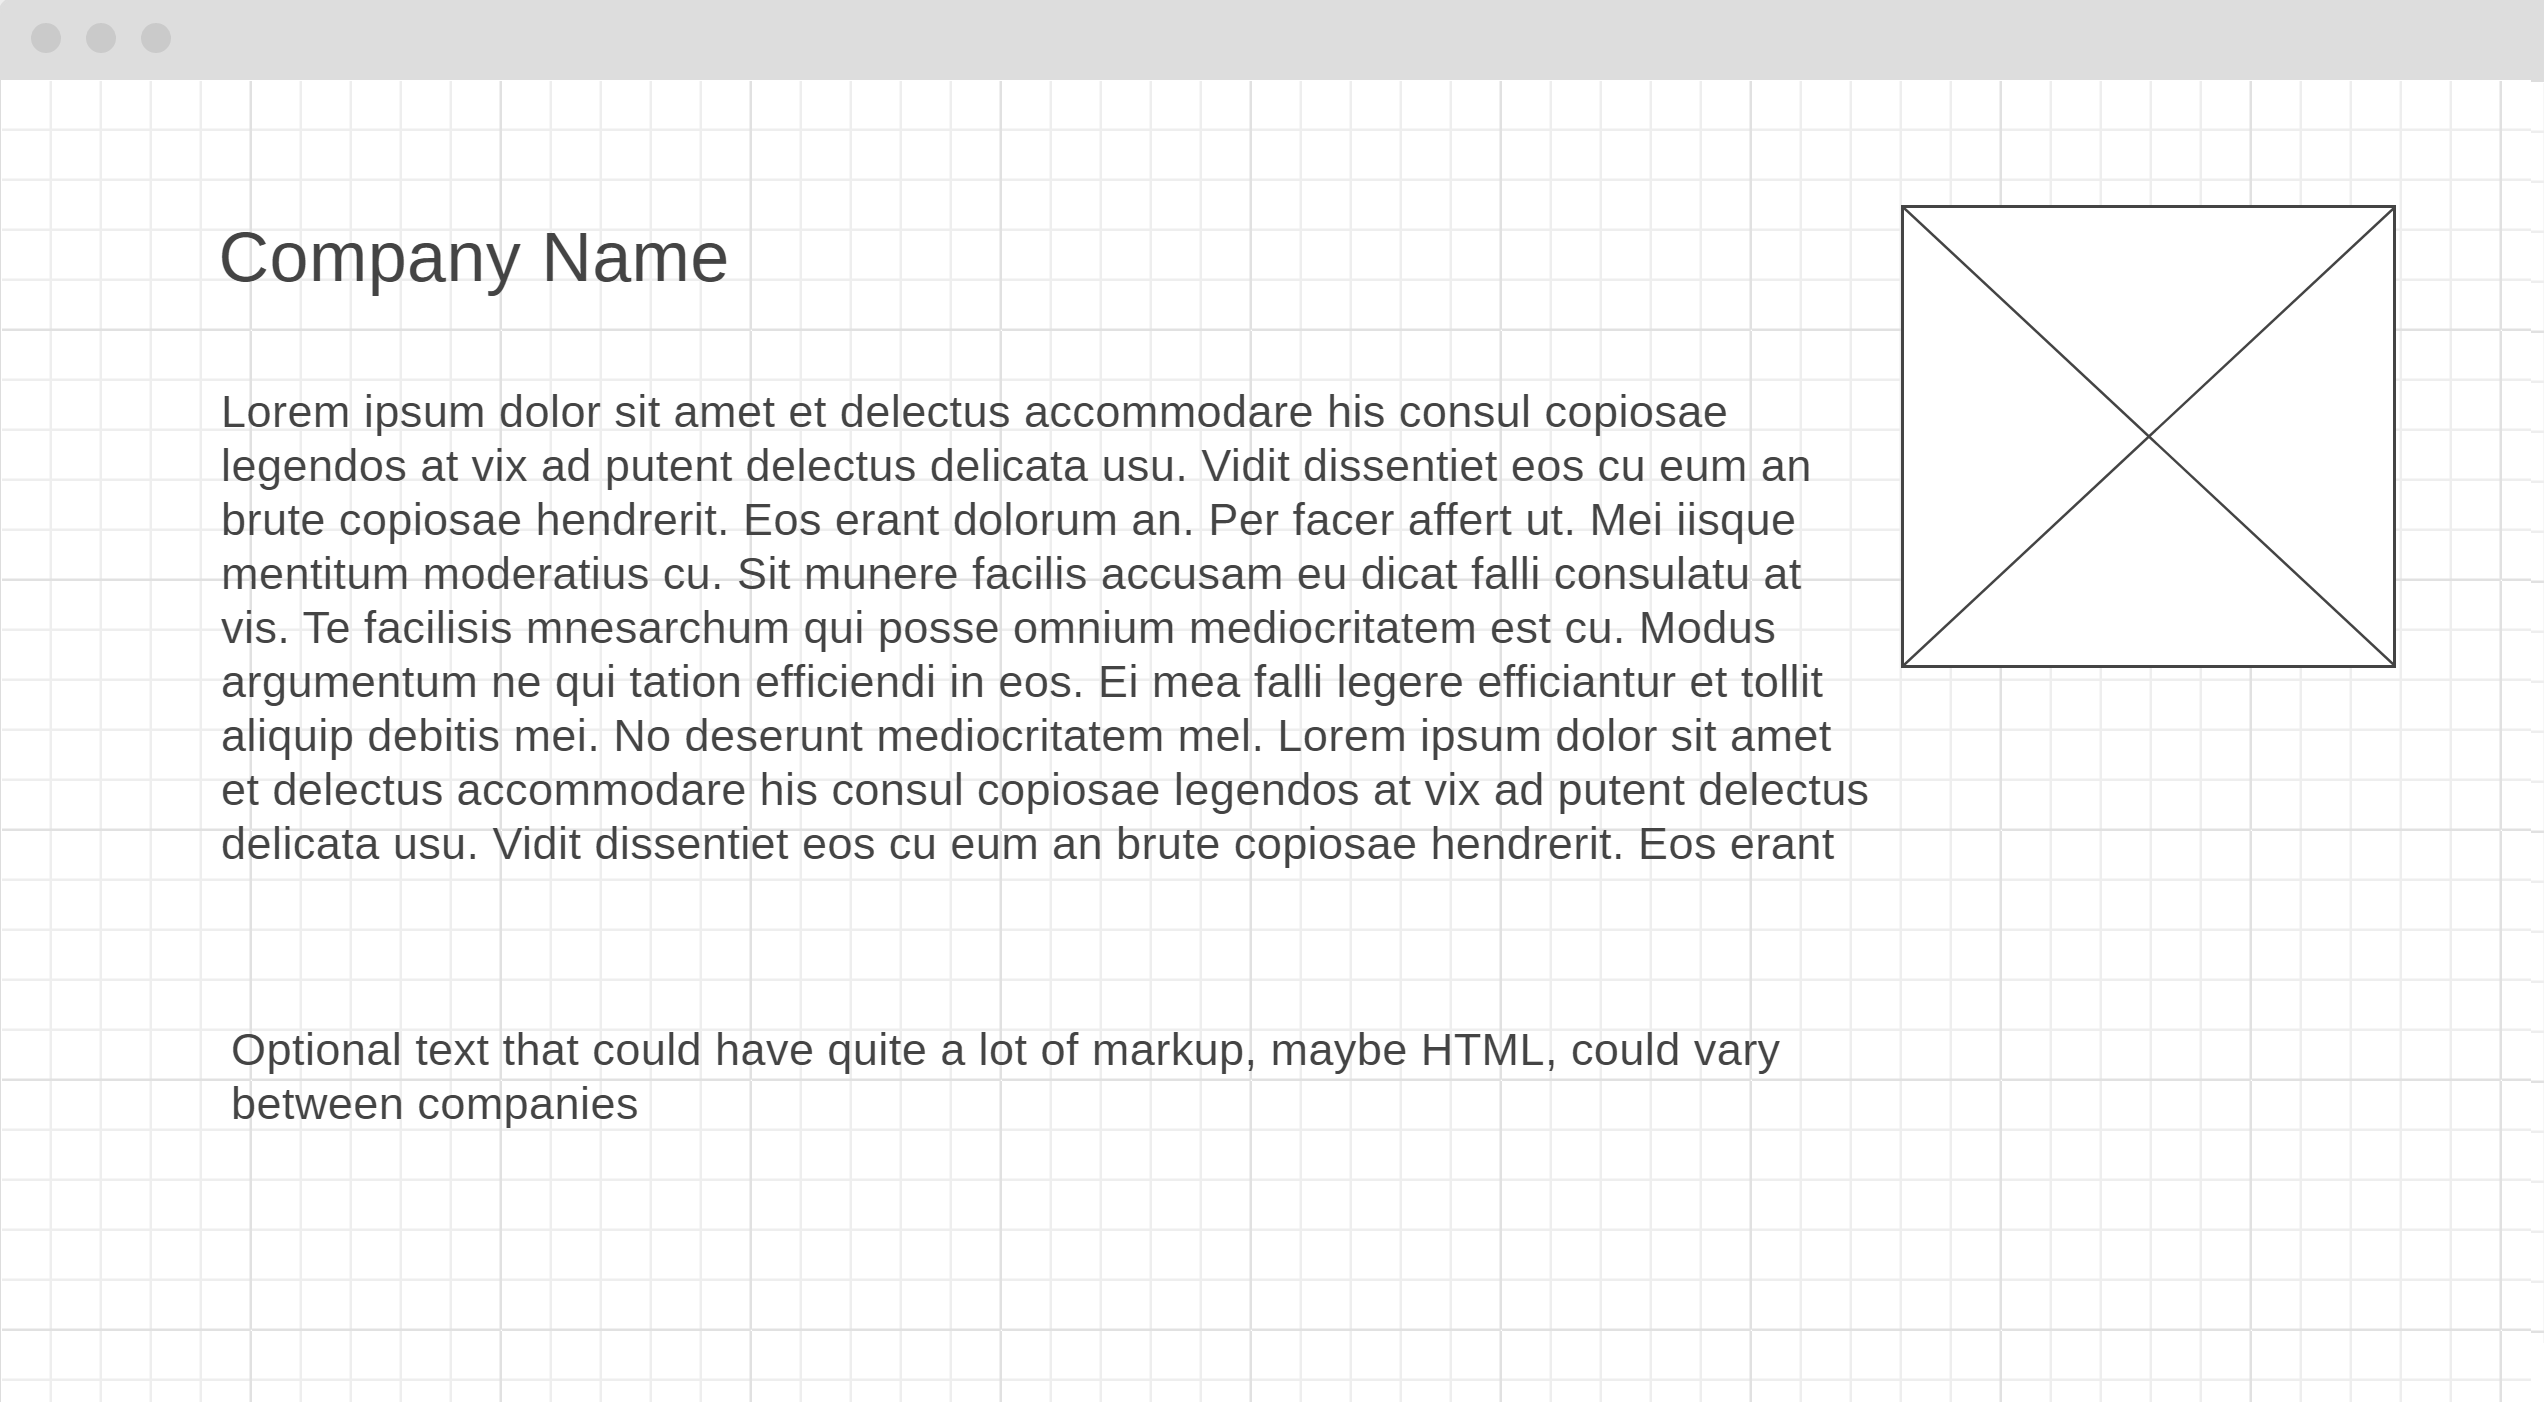 Company Name
Lorem ipsum dolor sit amet et delectus accommodare his consul copiosae
legendos at vix ad putent delectus delicata usu. Vidit dissentiet eos cu eum an
brute copiosae hendrerit. Eos erant dolorum an. Per facer affert ut. Mei iisque
mentitum moderatius cu. Sit munere facilis accusam eu dicat falli consulatu at
vis. Te facilisis mnesarchum qui posse omnium mediocritatem est cu. Modus
argumentum ne qui tation efficiendi in eos. Ei mea falli legere efficiantur et tollit
aliquip debitis mei. No deserunt mediocritatem mel. Lorem ipsum dolor sit amet
et delectus accommodare his consul copiosae legendos at vix ad putent delectus
delicata usu. Vidit dissentiet eos cu eum an brute copiosae hendrerit. Eos erant
Optional text that could have quite a lot of markup, maybe HTML, could vary
between companies